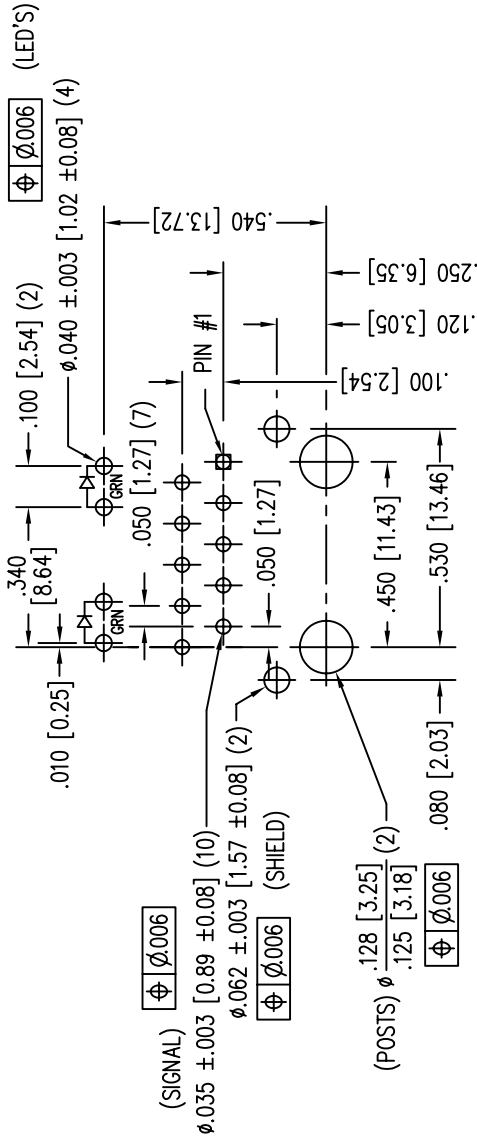 (LED'S)
⌖ Ø.006
ø.040 ±.003 [1.02 ±0.08] (4)
.100 [2.54] (2)
.340
[8.64]
.010 [0.25]
GRN
GRN
.050 [1.27] (7)
PIN #1
.540 [13.72]
.250 [6.35]
.120 [3.05]
.100 [2.54]
.050 [1.27]
.450 [11.43]
.530 [13.46]
.080 [2.03]
⌖ Ø.006
(SIGNAL)
ø.035 ±.003 [0.89 ±0.08] (10)
ø.062 ±.003 [1.57 ±0.08] (2)
⌖ Ø.006 (SHIELD)
(POSTS) ø .128 [3.25] (2)
.125 [3.18]
⌖ Ø.006